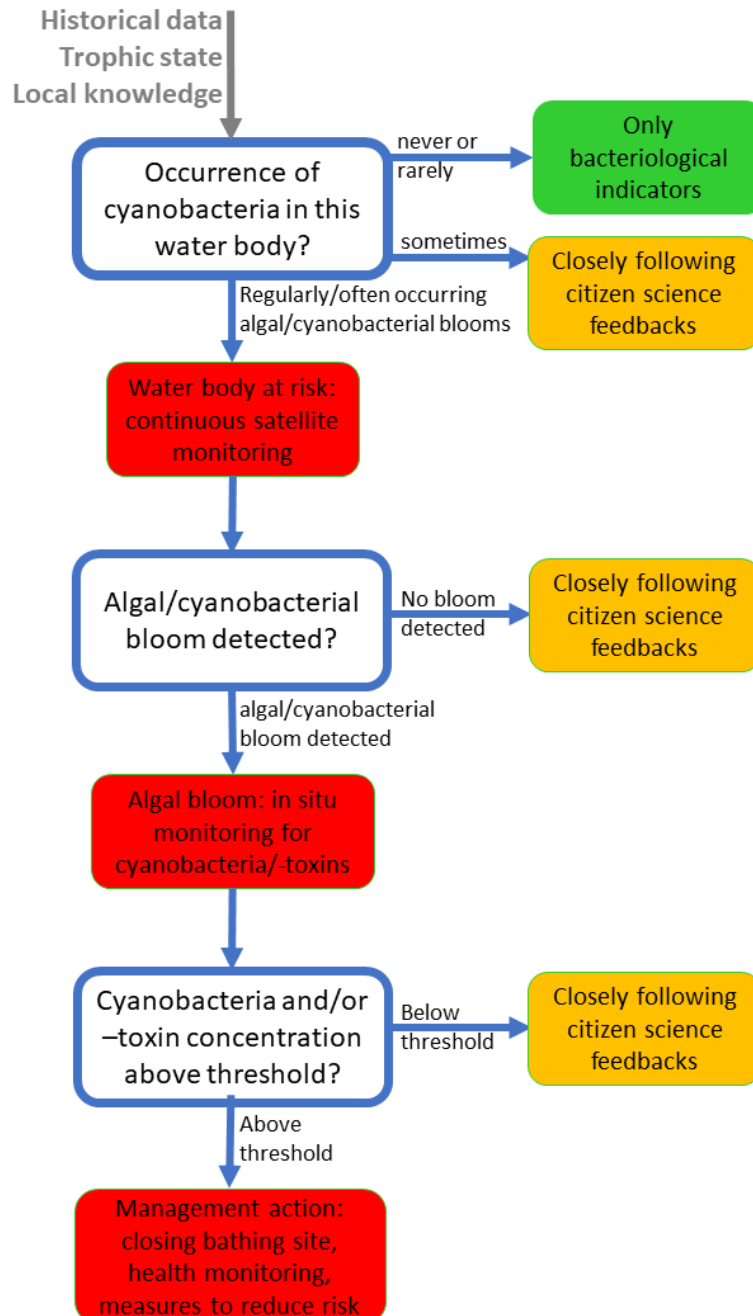 Historical data
Trophic state
Local knowledge
Occurrence of
cyanobacteria in this
water body?
never or
rarely
Only
bacteriological
indicators
sometimes
Closely following
citizen science
feedbacks
Regularly/often occurring
algal/cyanobacterial blooms
Water body at risk:
continuous satellite
monitoring
Algal/cyanobacterial
bloom detected?
No bloom
detected
Closely following
citizen science
feedbacks
algal/cyanobacterial
bloom detected
Algal bloom: in situ
monitoring for
cyanobacteria/-toxins
Cyanobacteria and/or
–toxin concentration
above threshold?
Below
threshold
Closely following
citizen science
feedbacks
Above
threshold
Management action:
closing bathing site,
health monitoring,
measures to reduce risk